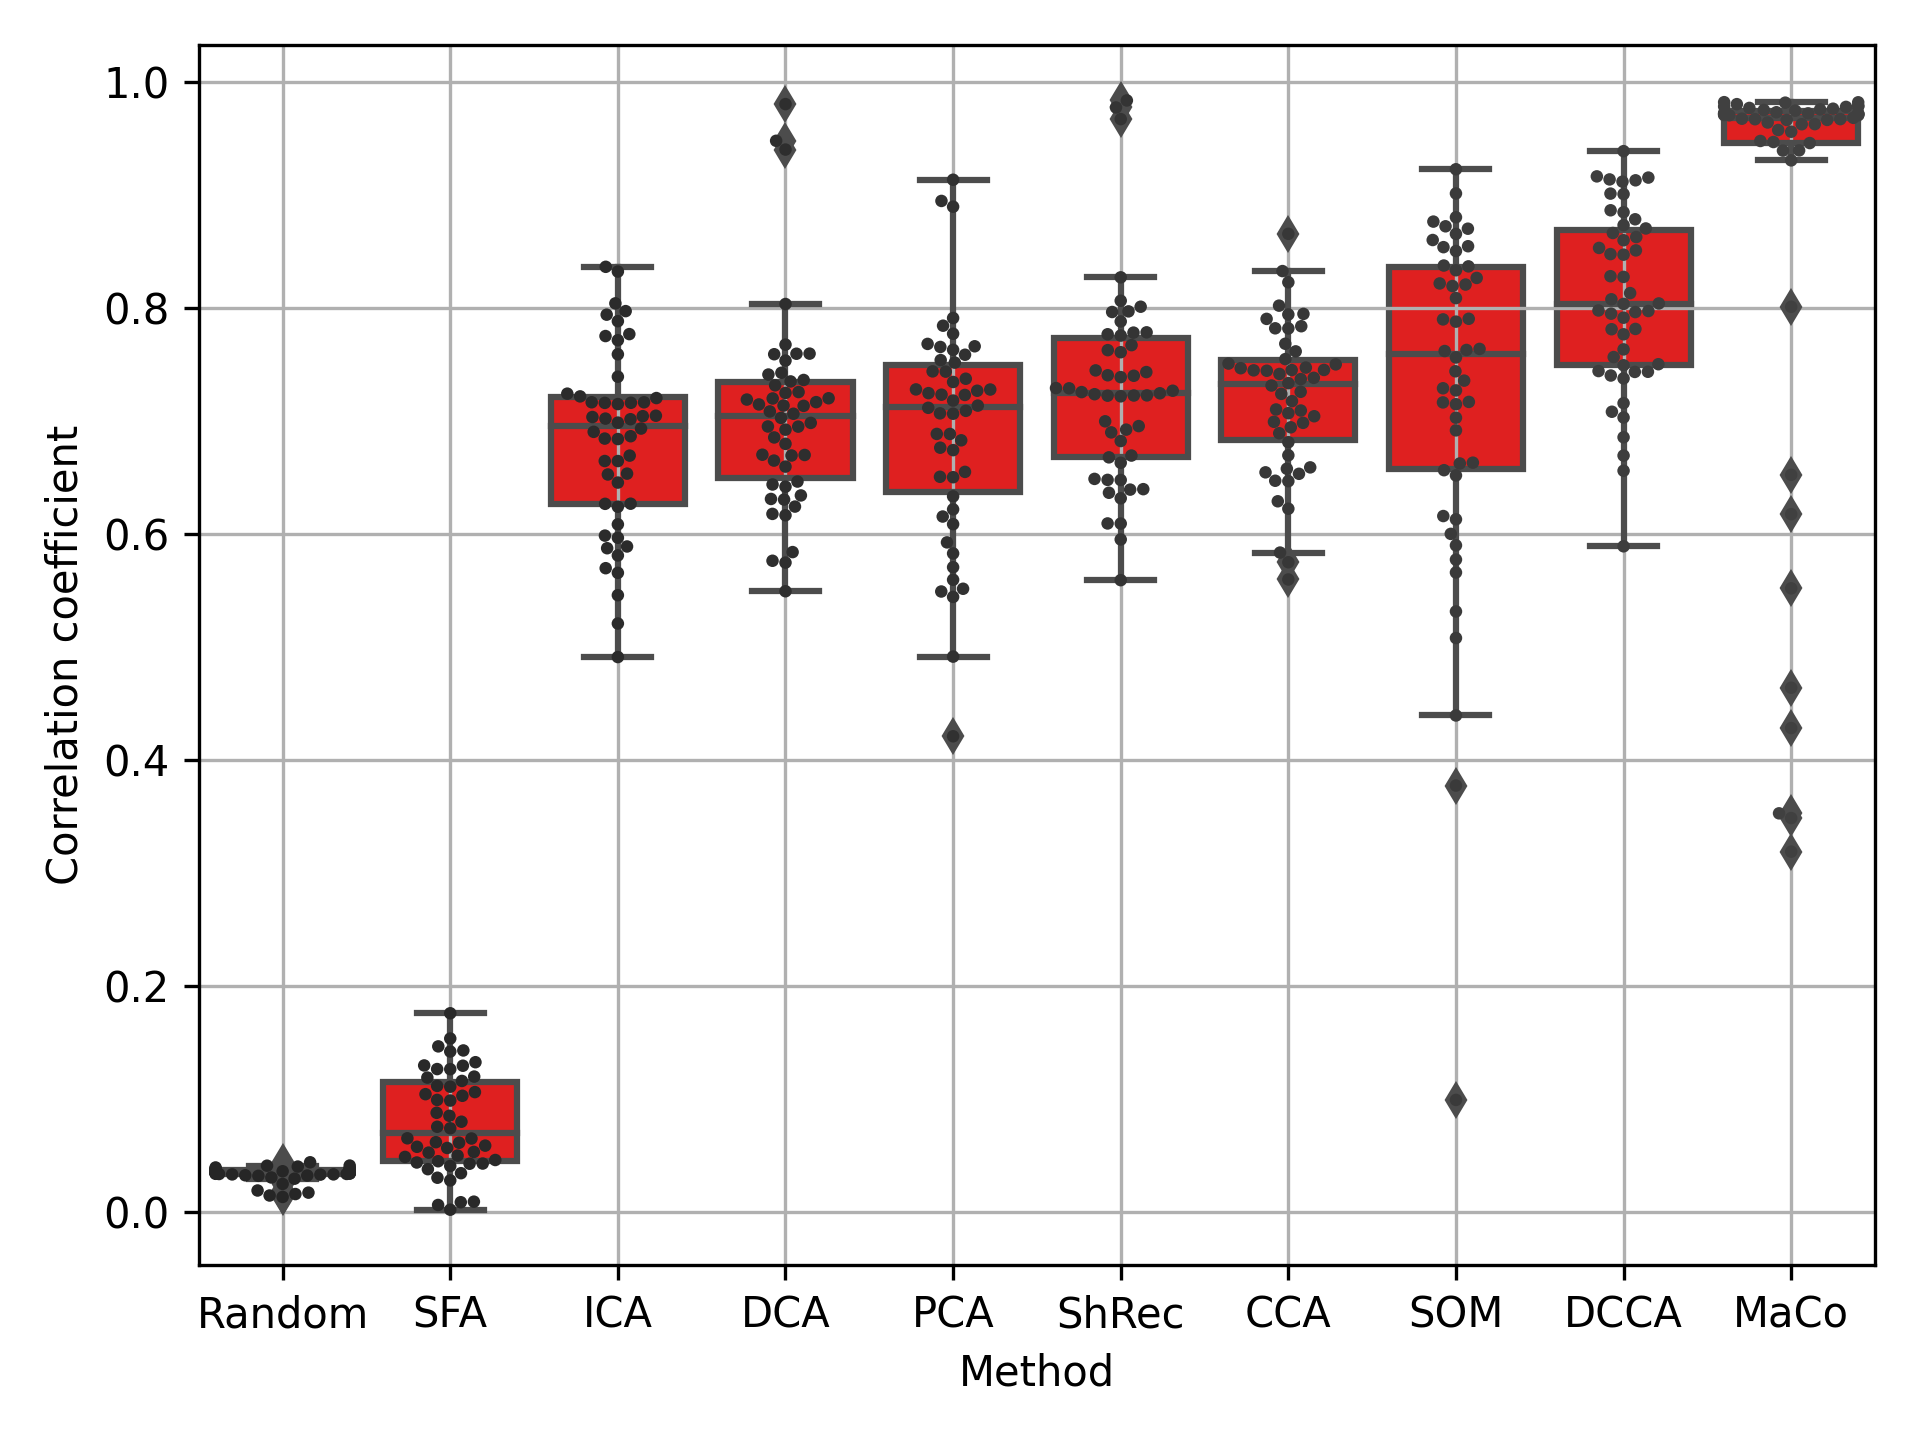 Correlation coefficient
1.0
0.8
0.6
0.4
0.2
0.0
Random SFA ICA DCA PCA ShRec CCA SOM DCCA MaCo
Method